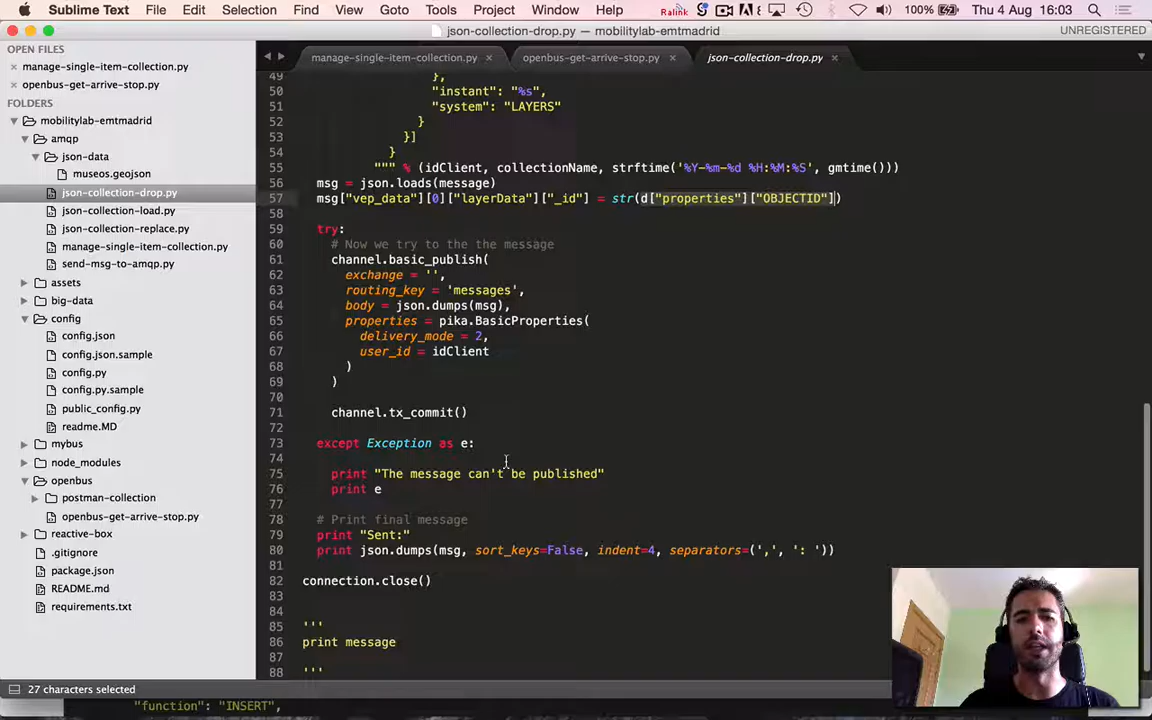 Sublime Text File Edit Selection Find View Goto Tools Project Window Help Ralink 100% Thu 4 Aug 16:03
json-collection-drop.py — mobilitylab-emtmadrid UNREGISTERED
OPEN FILES
manage-single-item-collection.py
openbus-get-arrive-stop.py
FOLDERS
mobilitylab-emtmadrid
amqp
json-data
museos.geojson
json-collection-drop.py
json-collection-load.py
json-collection-replace.py
manage-single-item-collection.py
send-msg-to-amqp.py
assets
big-data
config
config.json
config.json.sample
config.py
config.py.sample
public_config.py
readme.MD
mybus
node_modules
openbus
postman-collection
openbus-get-arrive-stop.py
reactive-box
.gitignore
package.json
README.md
requirements.txt
manage-single-item-collection.py × openbus-get-arrive-stop.py × json-collection-drop.py ×
49 },
50 "instant": "%s",
51 "system": "LAYERS"
52 }
53 }]
54 }
55 """ % (idClient, collectionName, strftime('%Y-%m-%d %H:%M:%S', gmtime()))
56 msg = json.loads(message)
57 msg["vep_data"][0]["layerData"]["_id"] = str(d["properties"]["OBJECTID"])
58
59 try:
60 # Now we try to the the message
61 channel.basic_publish(
62 exchange = '',
63 routing_key = 'messages',
64 body = json.dumps(msg),
65 properties = pika.BasicProperties(
66 delivery_mode = 2,
67 user_id = idClient
68 )
69 )
70
71 channel.tx_commit()
72
73 except Exception as e:
74
75 print "The message can't be published"
76 print e
77
78 # Print final message
79 print "Sent:"
80 print json.dumps(msg, sort_keys=False, indent=4, separators=(',', ': '))
81
82 connection.close()
83
84
85 '''
86 print message
87
88 '''
27 characters selected
"function": "INSERT",